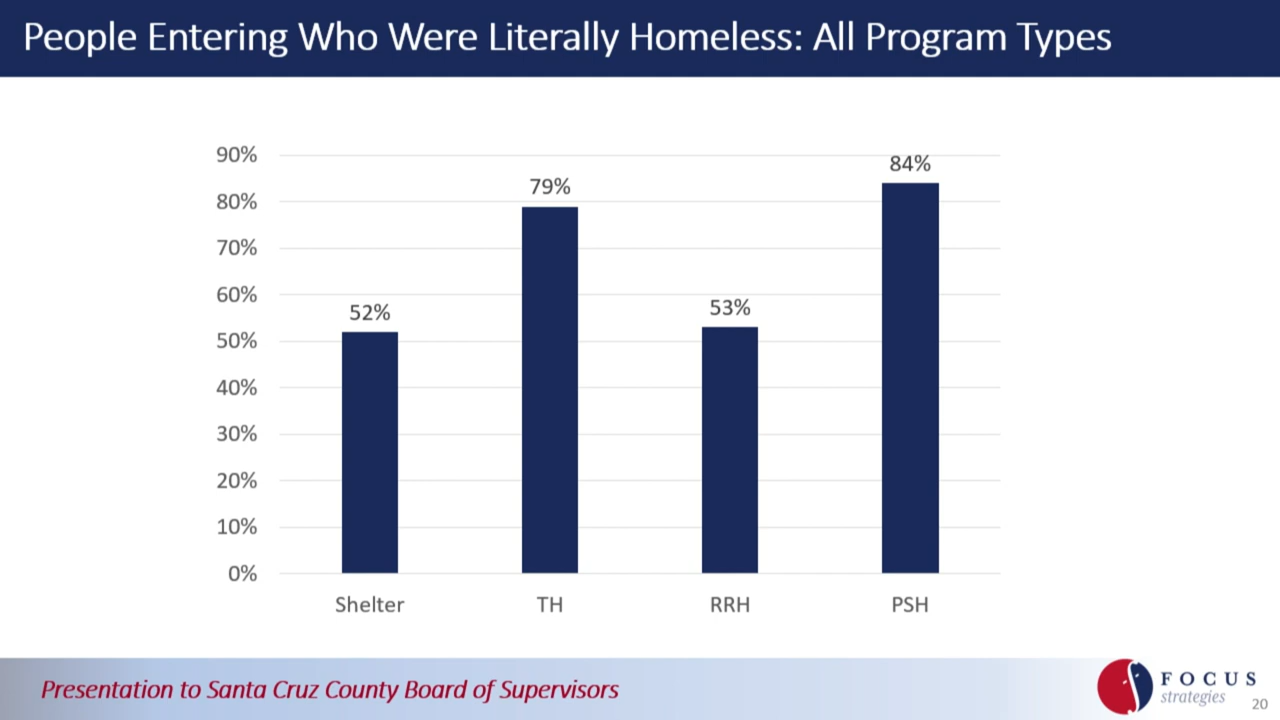 People Entering Who Were Literally Homeless: All Program Types
90%
80%
70%
60%
50%
40%
30%
20%
10%
0%
52%
79%
53%
84%
Shelter
TH
RRH
PSH
Presentation to Santa Cruz County Board of Supervisors
FOCUS
strategies
20